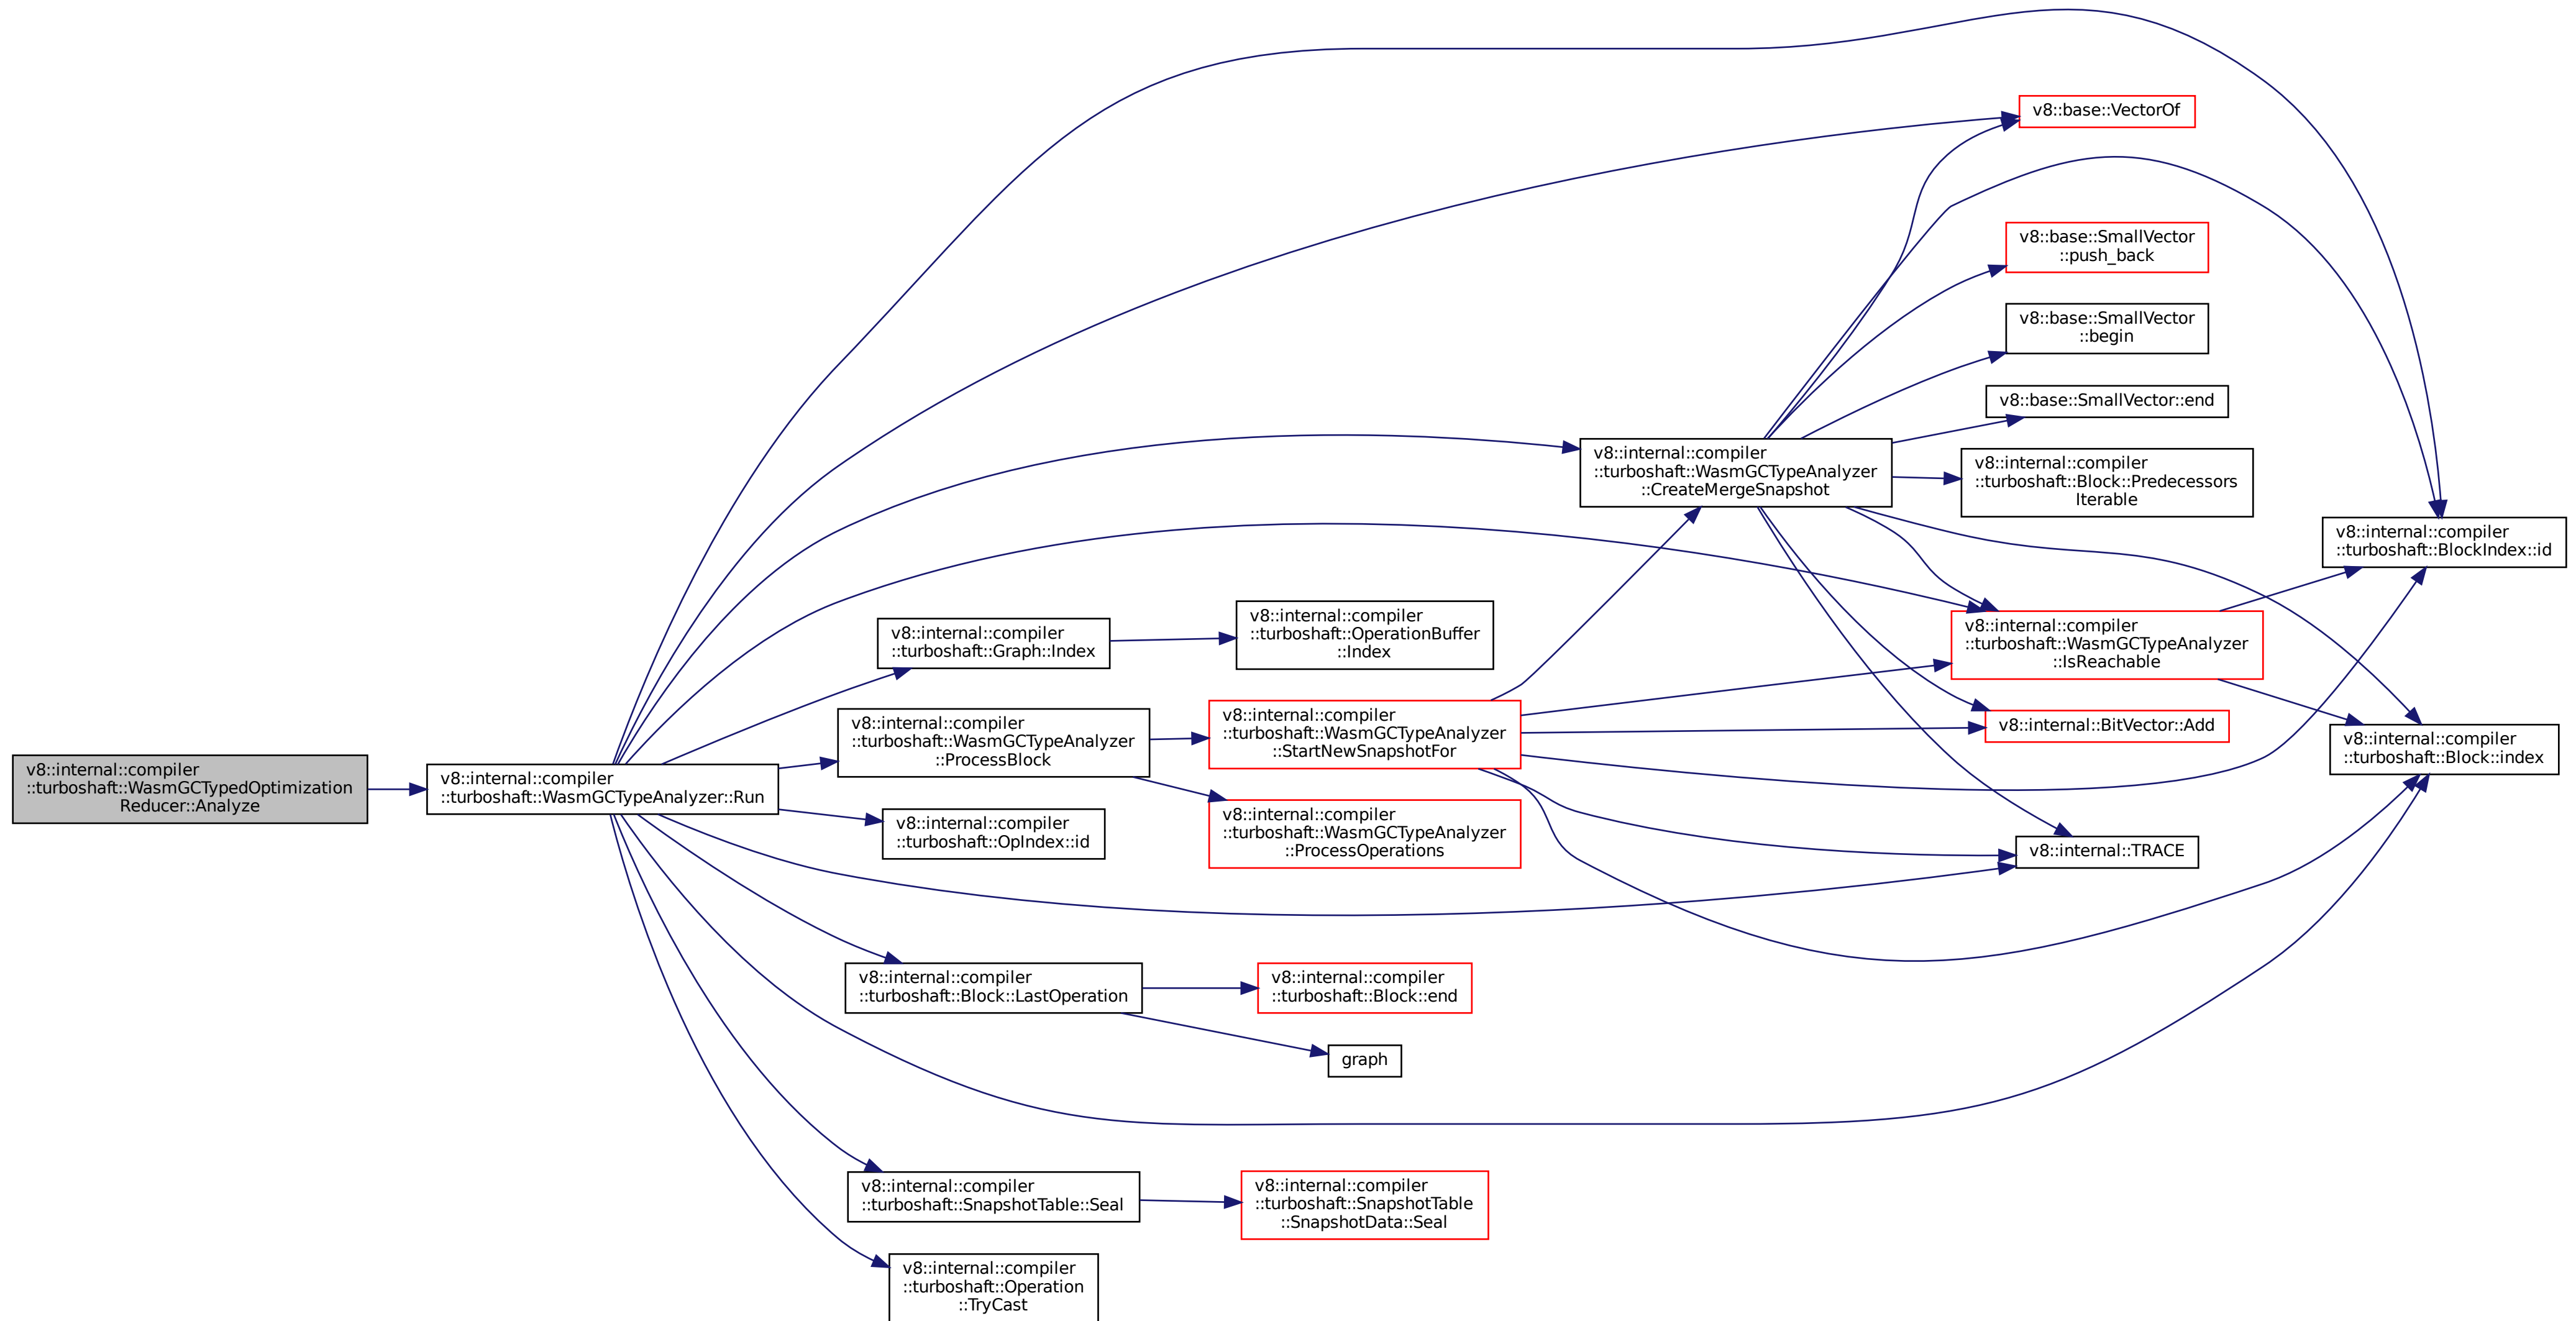 v8::internal::compiler
::turboshaft::WasmGCTypedOptimization
Reducer::Analyze
v8::internal::compiler
::turboshaft::WasmGCTypeAnalyzer::Run
v8::internal::compiler
::turboshaft::Graph::Index
v8::internal::compiler
::turboshaft::WasmGCTypeAnalyzer
::ProcessBlock
v8::internal::compiler
::turboshaft::OpIndex::id
v8::internal::compiler
::turboshaft::Block::LastOperation
v8::internal::compiler
::turboshaft::SnapshotTable::Seal
v8::internal::compiler
::turboshaft::Operation
::TryCast
v8::internal::compiler
::turboshaft::OperationBuffer
::Index
v8::internal::compiler
::turboshaft::WasmGCTypeAnalyzer
::StartNewSnapshotFor
v8::internal::compiler
::turboshaft::WasmGCTypeAnalyzer
::ProcessOperations
v8::internal::compiler
::turboshaft::Block::end
graph
v8::internal::compiler
::turboshaft::SnapshotTable
::SnapshotData::Seal
v8::internal::compiler
::turboshaft::WasmGCTypeAnalyzer
::CreateMergeSnapshot
v8::base::VectorOf
v8::base::SmallVector
::push_back
v8::base::SmallVector
::begin
v8::base::SmallVector::end
v8::internal::compiler
::turboshaft::Block::Predecessors
Iterable
v8::internal::compiler
::turboshaft::WasmGCTypeAnalyzer
::IsReachable
v8::internal::BitVector::Add
v8::internal::TRACE
v8::internal::compiler
::turboshaft::BlockIndex::id
v8::internal::compiler
::turboshaft::Block::index